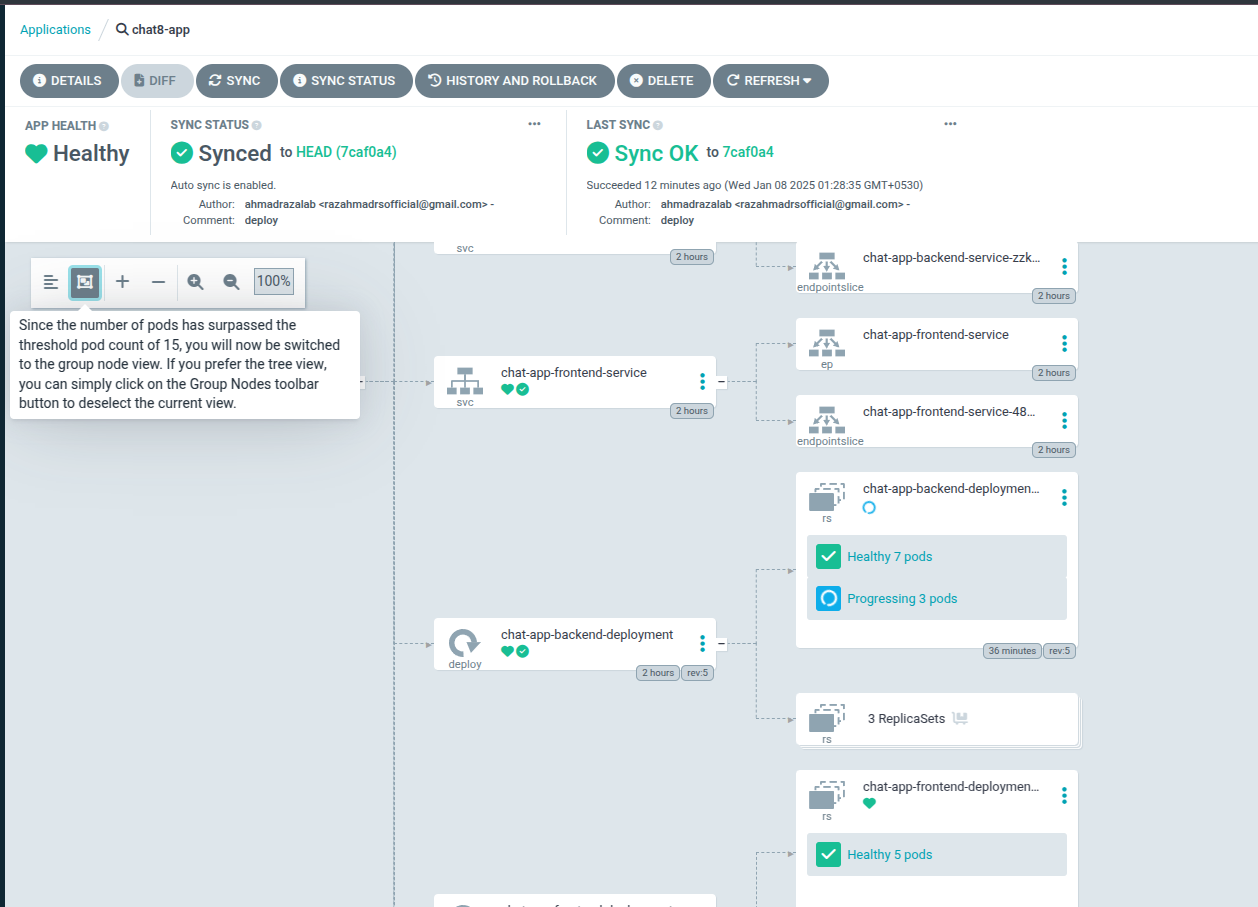 Applications / chat8-app
DETAILS DIFF SYNC SYNC STATUS HISTORY AND ROLLBACK DELETE REFRESH
APP HEALTH
Healthy
SYNC STATUS
Synced to HEAD (7caf0a4)
Auto sync is enabled.
Author: ahmadrazalab <razahmadrsofficial@gmail.com> -
Comment: deploy
LAST SYNC
Sync OK to 7caf0a4
Succeeded 12 minutes ago (Wed Jan 08 2025 01:28:35 GMT+0530)
Author: ahmadrazalab <razahmadrsofficial@gmail.com> -
Comment: deploy
100%
Since the number of pods has surpassed the
threshold pod count of 15, you will now be switched
to the group node view. If you prefer the tree view,
you can simply click on the Group Nodes toolbar
button to deselect the current view.
svc
2 hours
chat-app-backend-service-zzk...
endpointslice
2 hours
chat-app-frontend-service
svc
2 hours
chat-app-frontend-service
ep
2 hours
chat-app-frontend-service-48...
endpointslice
2 hours
chat-app-backend-deployment
deploy
2 hours rev:5
chat-app-backend-deploymen...
rs
Healthy 7 pods
Progressing 3 pods
36 minutes rev:5
3 ReplicaSets
rs
chat-app-frontend-deploymen...
rs
Healthy 5 pods